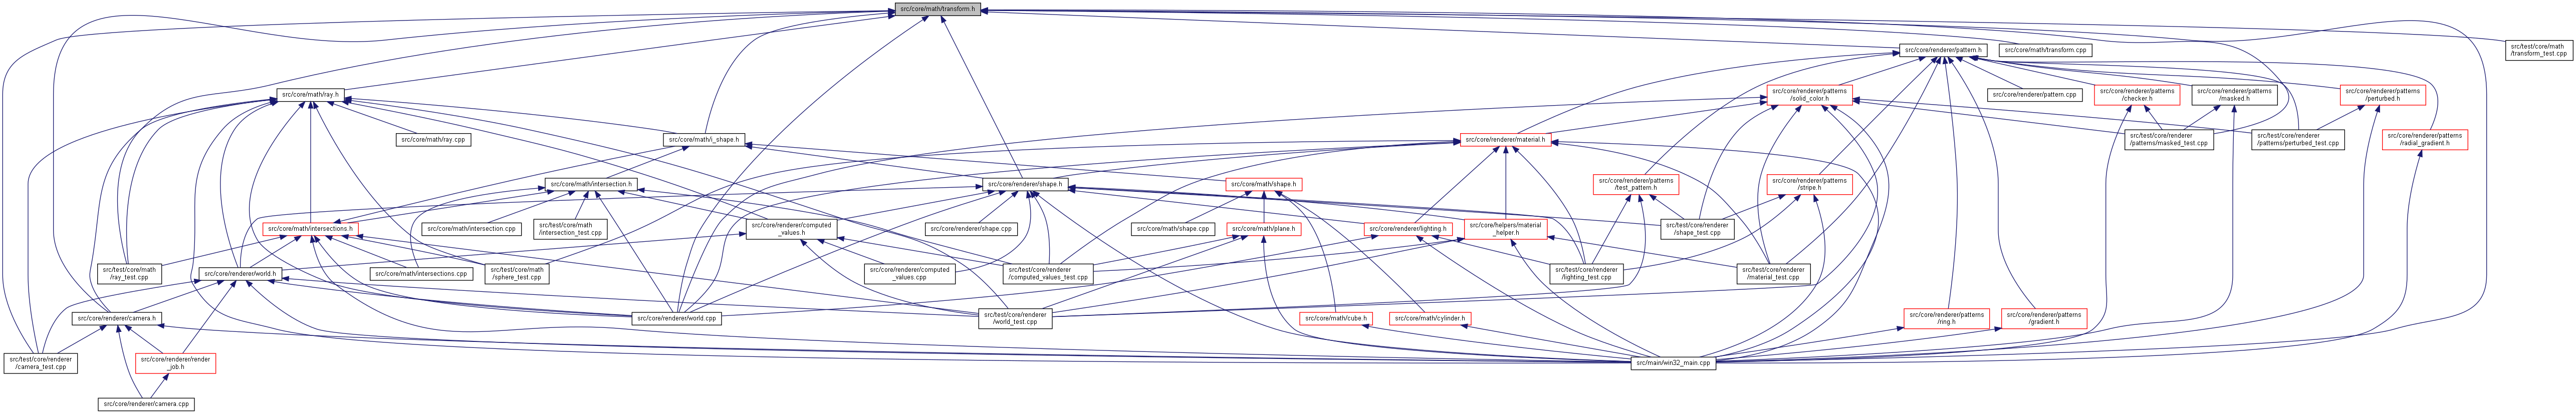 src/core/math/transform.h
src/core/renderer/pattern.h
src/core/math/transform.cpp
src/test/core/math
/transform_test.cpp
src/core/math/ray.h
src/core/renderer/patterns
/solid_color.h
src/core/renderer/pattern.cpp
src/core/renderer/patterns
/checker.h
src/core/renderer/patterns
/masked.h
src/core/renderer/patterns
/perturbed.h
src/core/math/ray.cpp
src/core/math/i_shape.h
src/core/renderer/material.h
src/test/core/renderer
/patterns/masked_test.cpp
src/test/core/renderer
/patterns/perturbed_test.cpp
src/core/renderer/patterns
/radial_gradient.h
src/core/math/intersection.h
src/core/renderer/shape.h
src/core/math/shape.h
src/core/renderer/patterns
/test_pattern.h
src/core/renderer/patterns
/stripe.h
src/core/math/intersections.h
src/core/math/intersection.cpp
src/test/core/math
/intersection_test.cpp
src/core/renderer/computed
_values.h
src/core/renderer/shape.cpp
src/core/math/shape.cpp
src/core/math/plane.h
src/core/renderer/lighting.h
src/core/helpers/material
_helper.h
src/test/core/renderer
/shape_test.cpp
src/test/core/math
/ray_test.cpp
src/core/renderer/world.h
src/core/math/intersections.cpp
src/test/core/math
/sphere_test.cpp
src/core/renderer/computed
_values.cpp
src/test/core/renderer
/computed_values_test.cpp
src/test/core/renderer
/lighting_test.cpp
src/test/core/renderer
/material_test.cpp
src/core/renderer/camera.h
src/core/renderer/world.cpp
src/test/core/renderer
/world_test.cpp
src/core/math/cube.h
src/core/math/cylinder.h
src/core/renderer/patterns
/ring.h
src/core/renderer/patterns
/gradient.h
src/test/core/renderer
/camera_test.cpp
src/core/renderer/render
_job.h
src/main/win32_main.cpp
src/core/renderer/camera.cpp